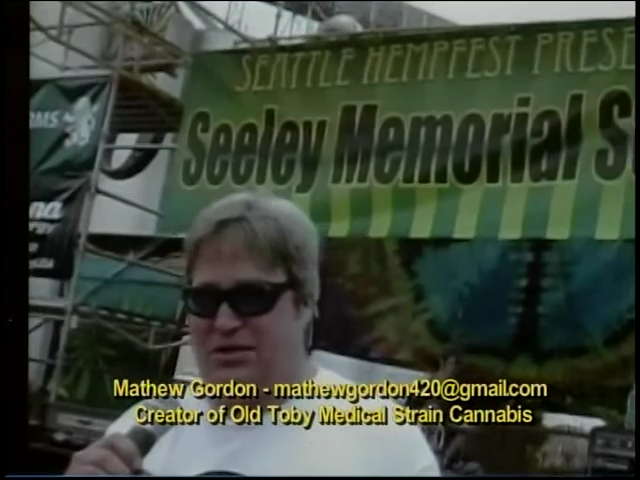 SEATTLE HEMPFEST PRESE
Seeley Memorial S
Mathew Gordon - mathewgordon420@gmail.com
Creator of Old Toby Medical Strain Cannabis